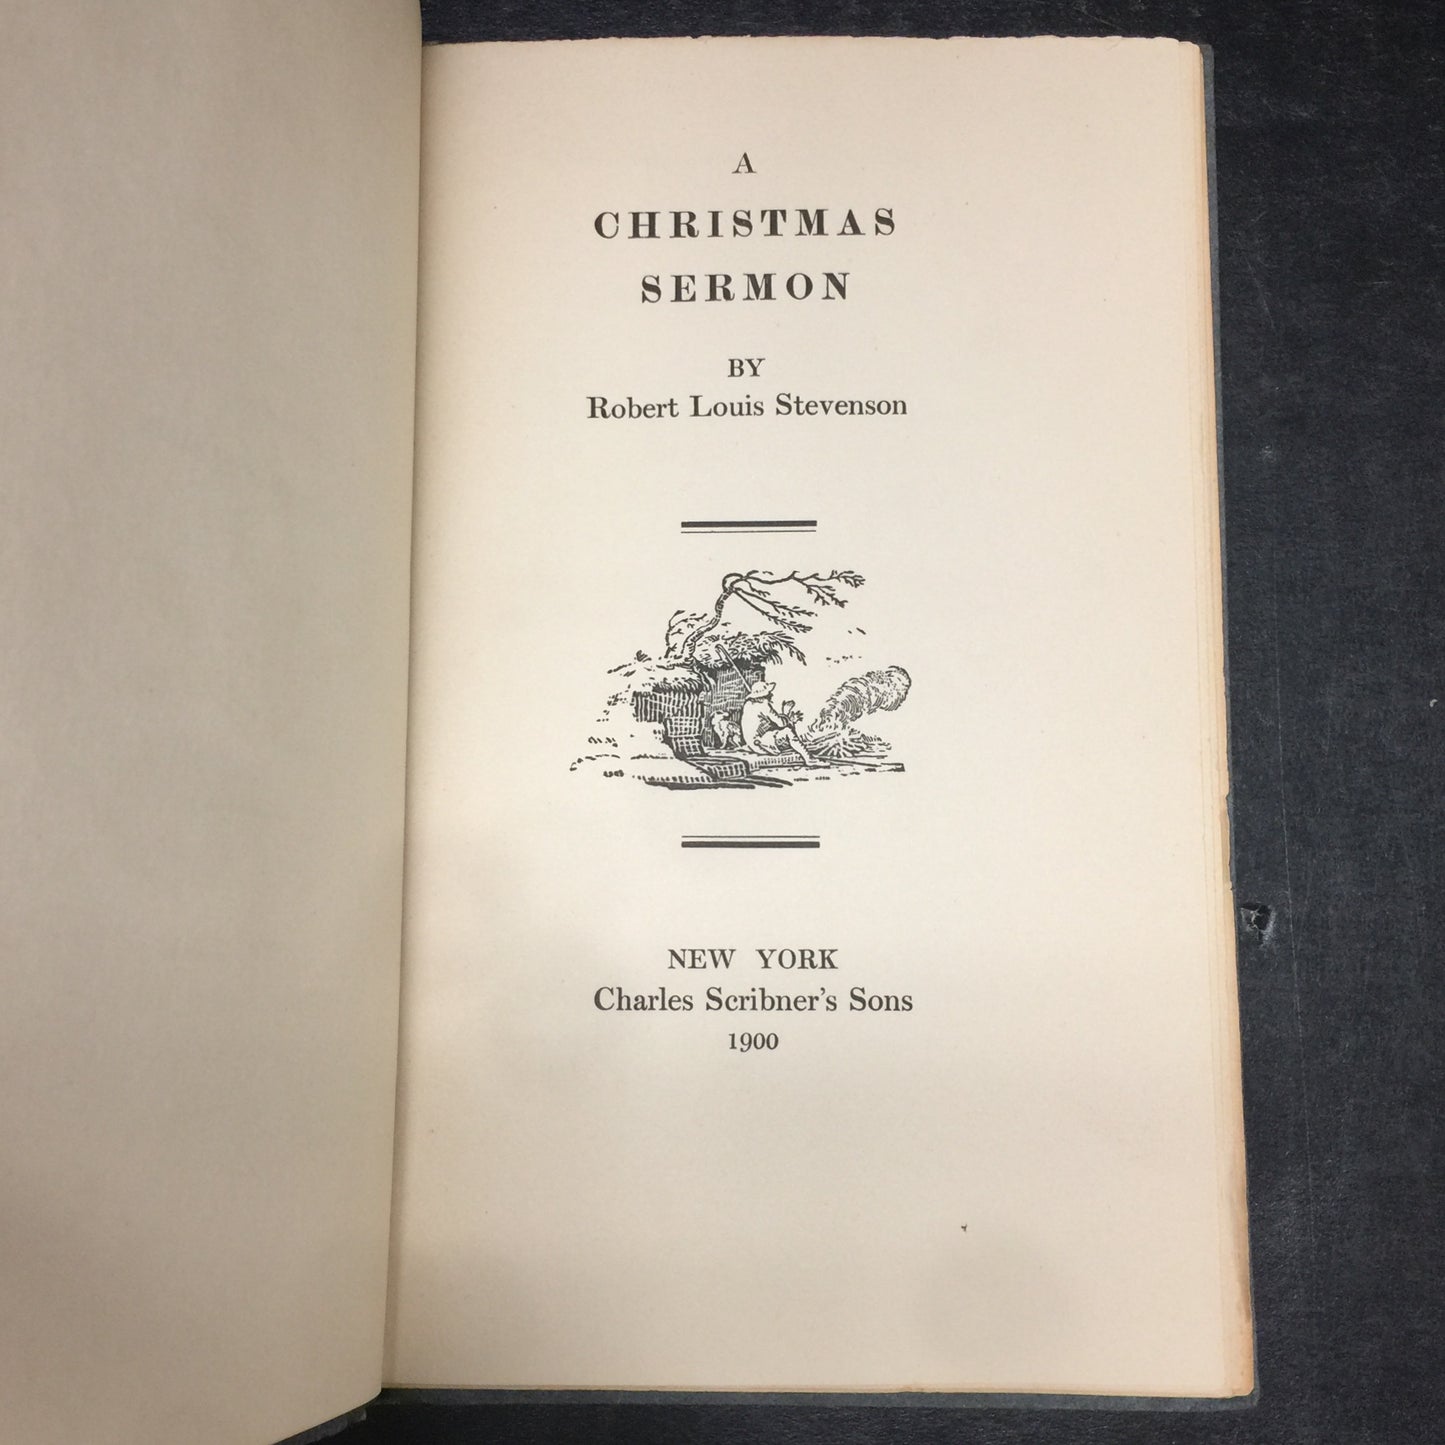 A
CHRISTMAS
SERMON
BY
Robert Louis Stevenson
NEW YORK
Charles Scribner's Sons
1900